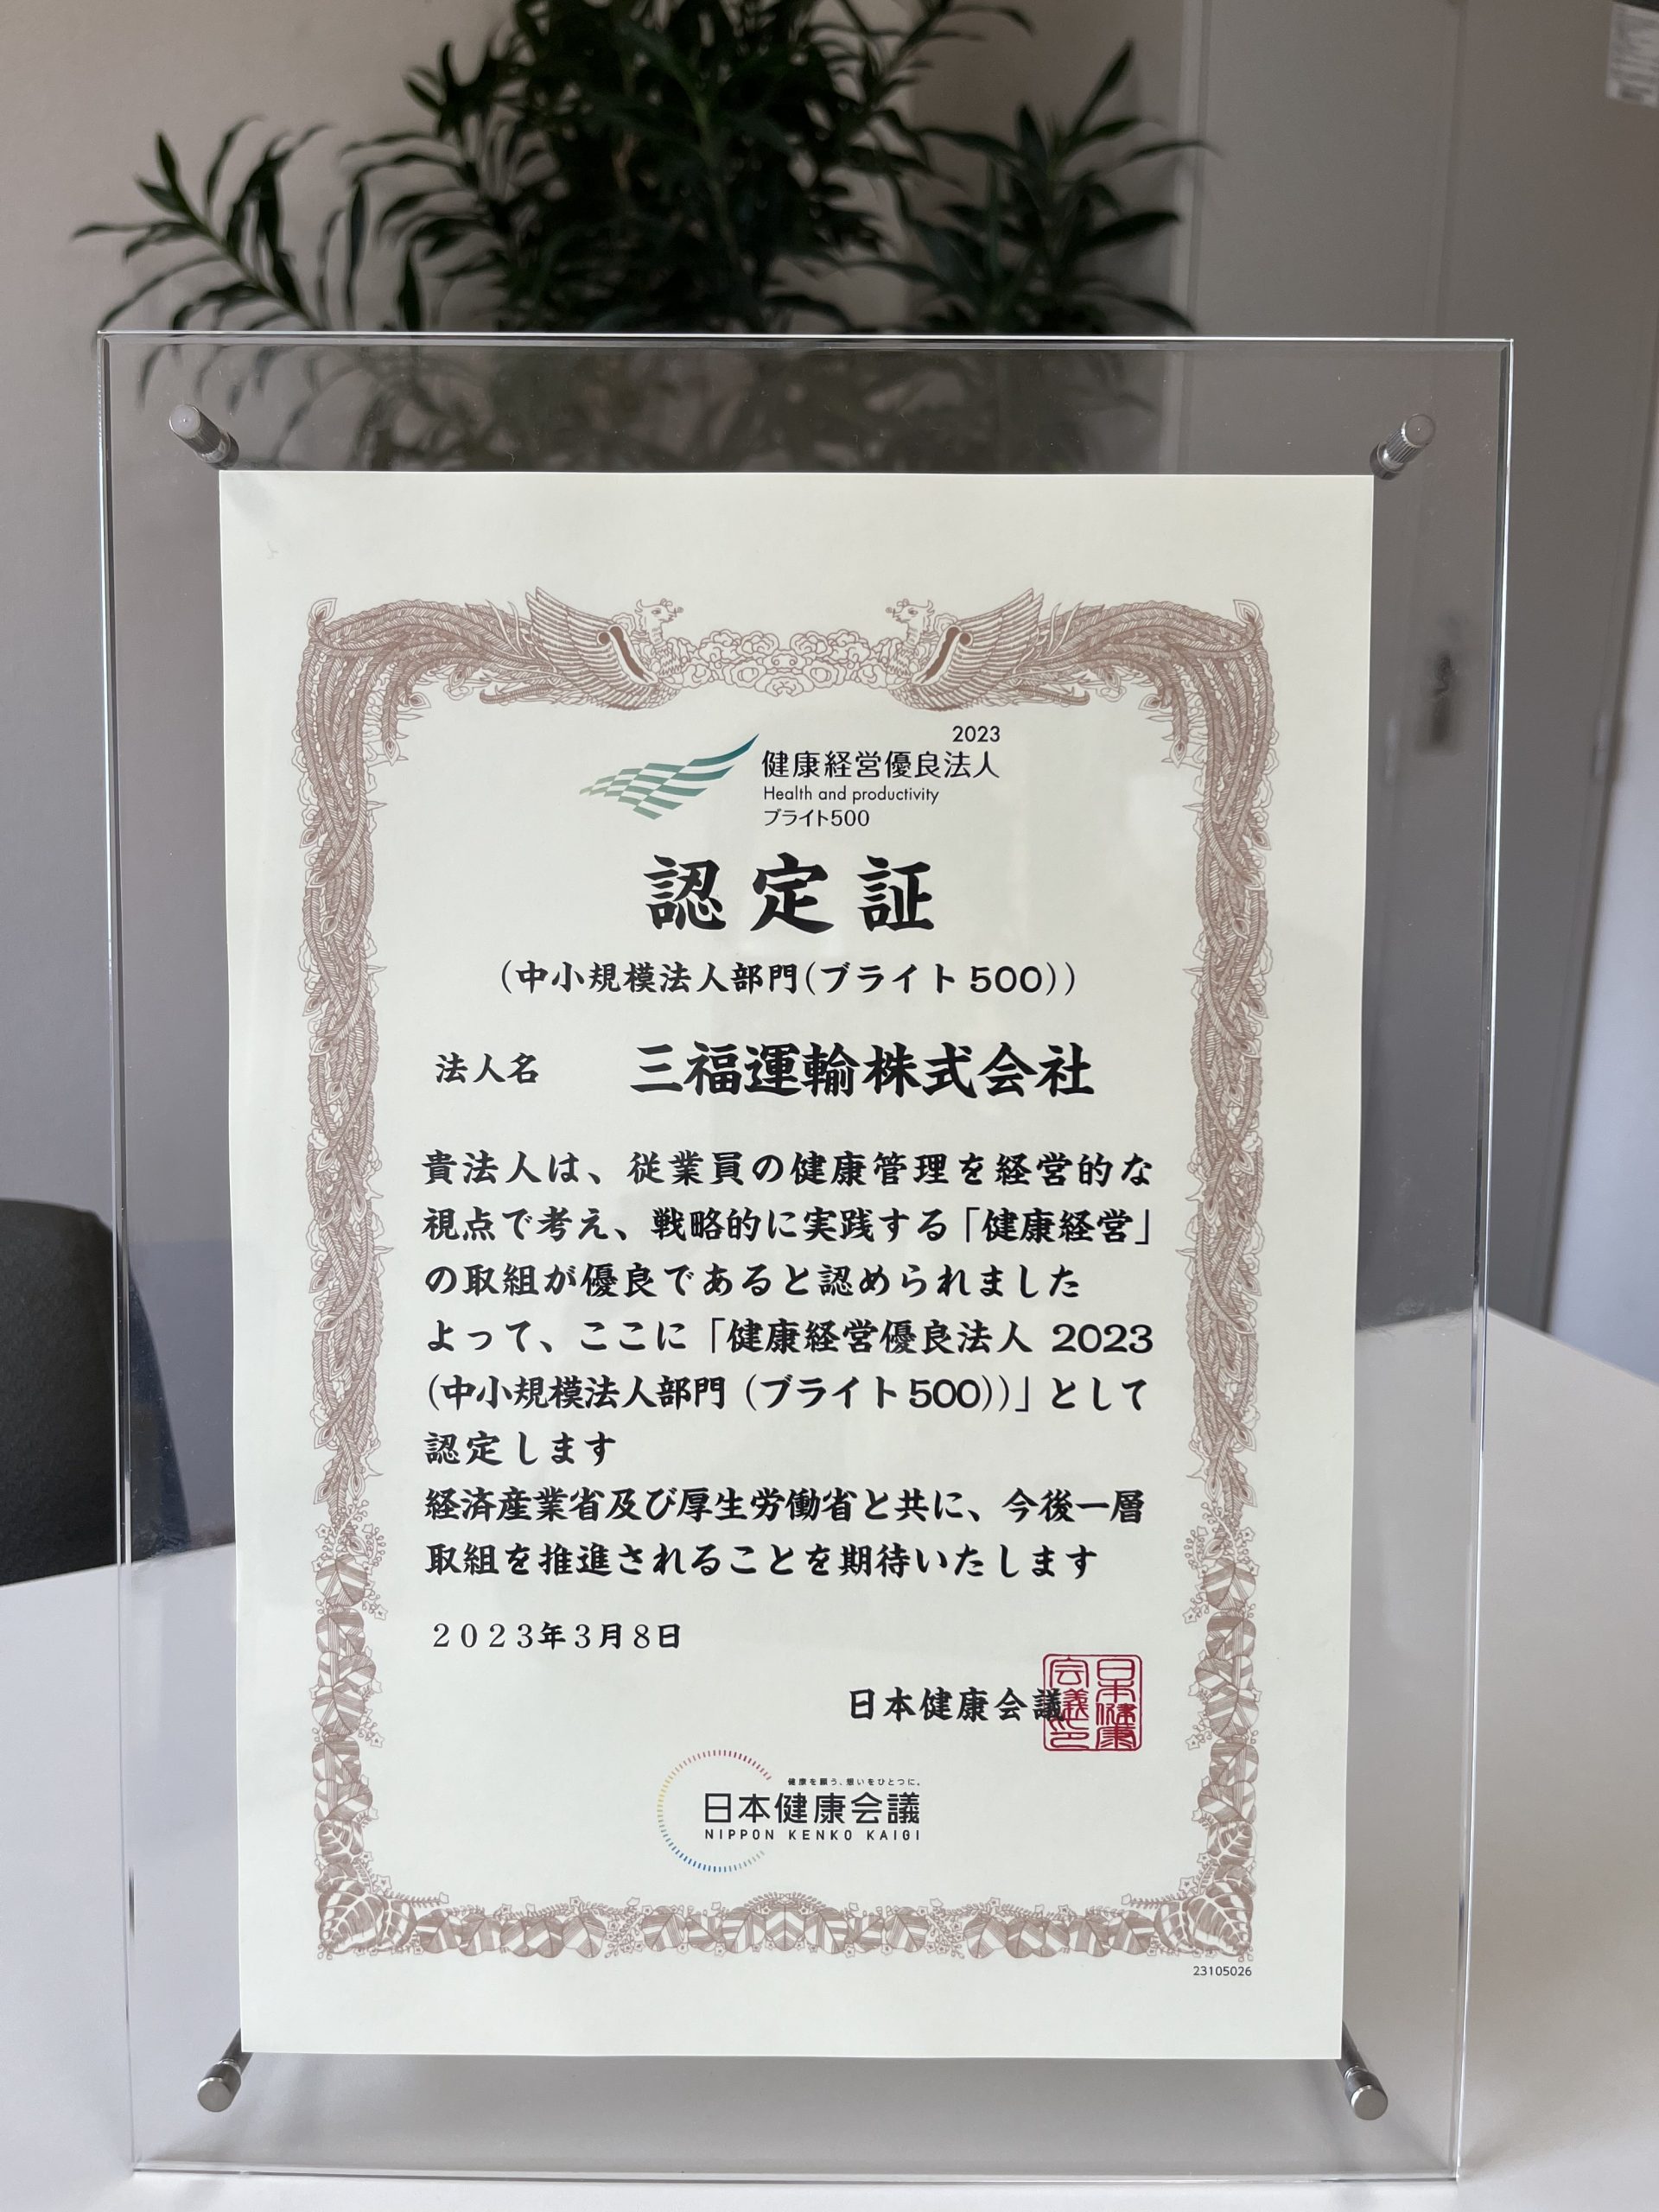 2023
健康経営優良法人
Health and productivity
ブライト500
認定証
(中小規模法人部門(ブライト500))
法人名 三福運輸株式会社
貴法人は、従業員の健康管理を経営的な
視点で考え、戦略的に実践する「健康経営」
の取組が優良であると認められました
よって、ここに「健康経営優良法人 2023
(中小規模法人部門 (ブライト500))」として
認定します
経済産業省及び厚生労働省と共に、今後一層
取組を推進されることを期待いたします
2023年3月8日
日本健康会議
日本健康会議印
健康を願う、想いをひとつに。
日本健康会議
NIPPON KENKO KAIGI
23105026